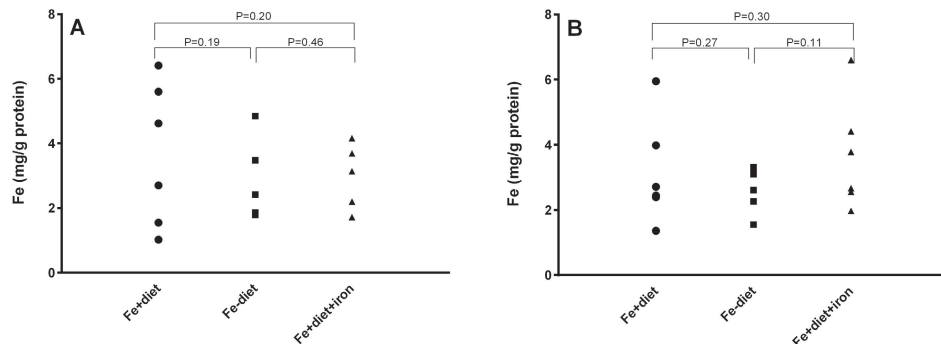 A
P=0.20
P=0.19
P=0.46
Fe (mg/g protein)
8
6
4
2
0
Fe+diet
Fe-diet
Fe+diet+iron
B
P=0.30
P=0.27
P=0.11
Fe (mg/g protein)
8
6
4
2
0
Fe+diet
Fe-diet
Fe+diet+iron